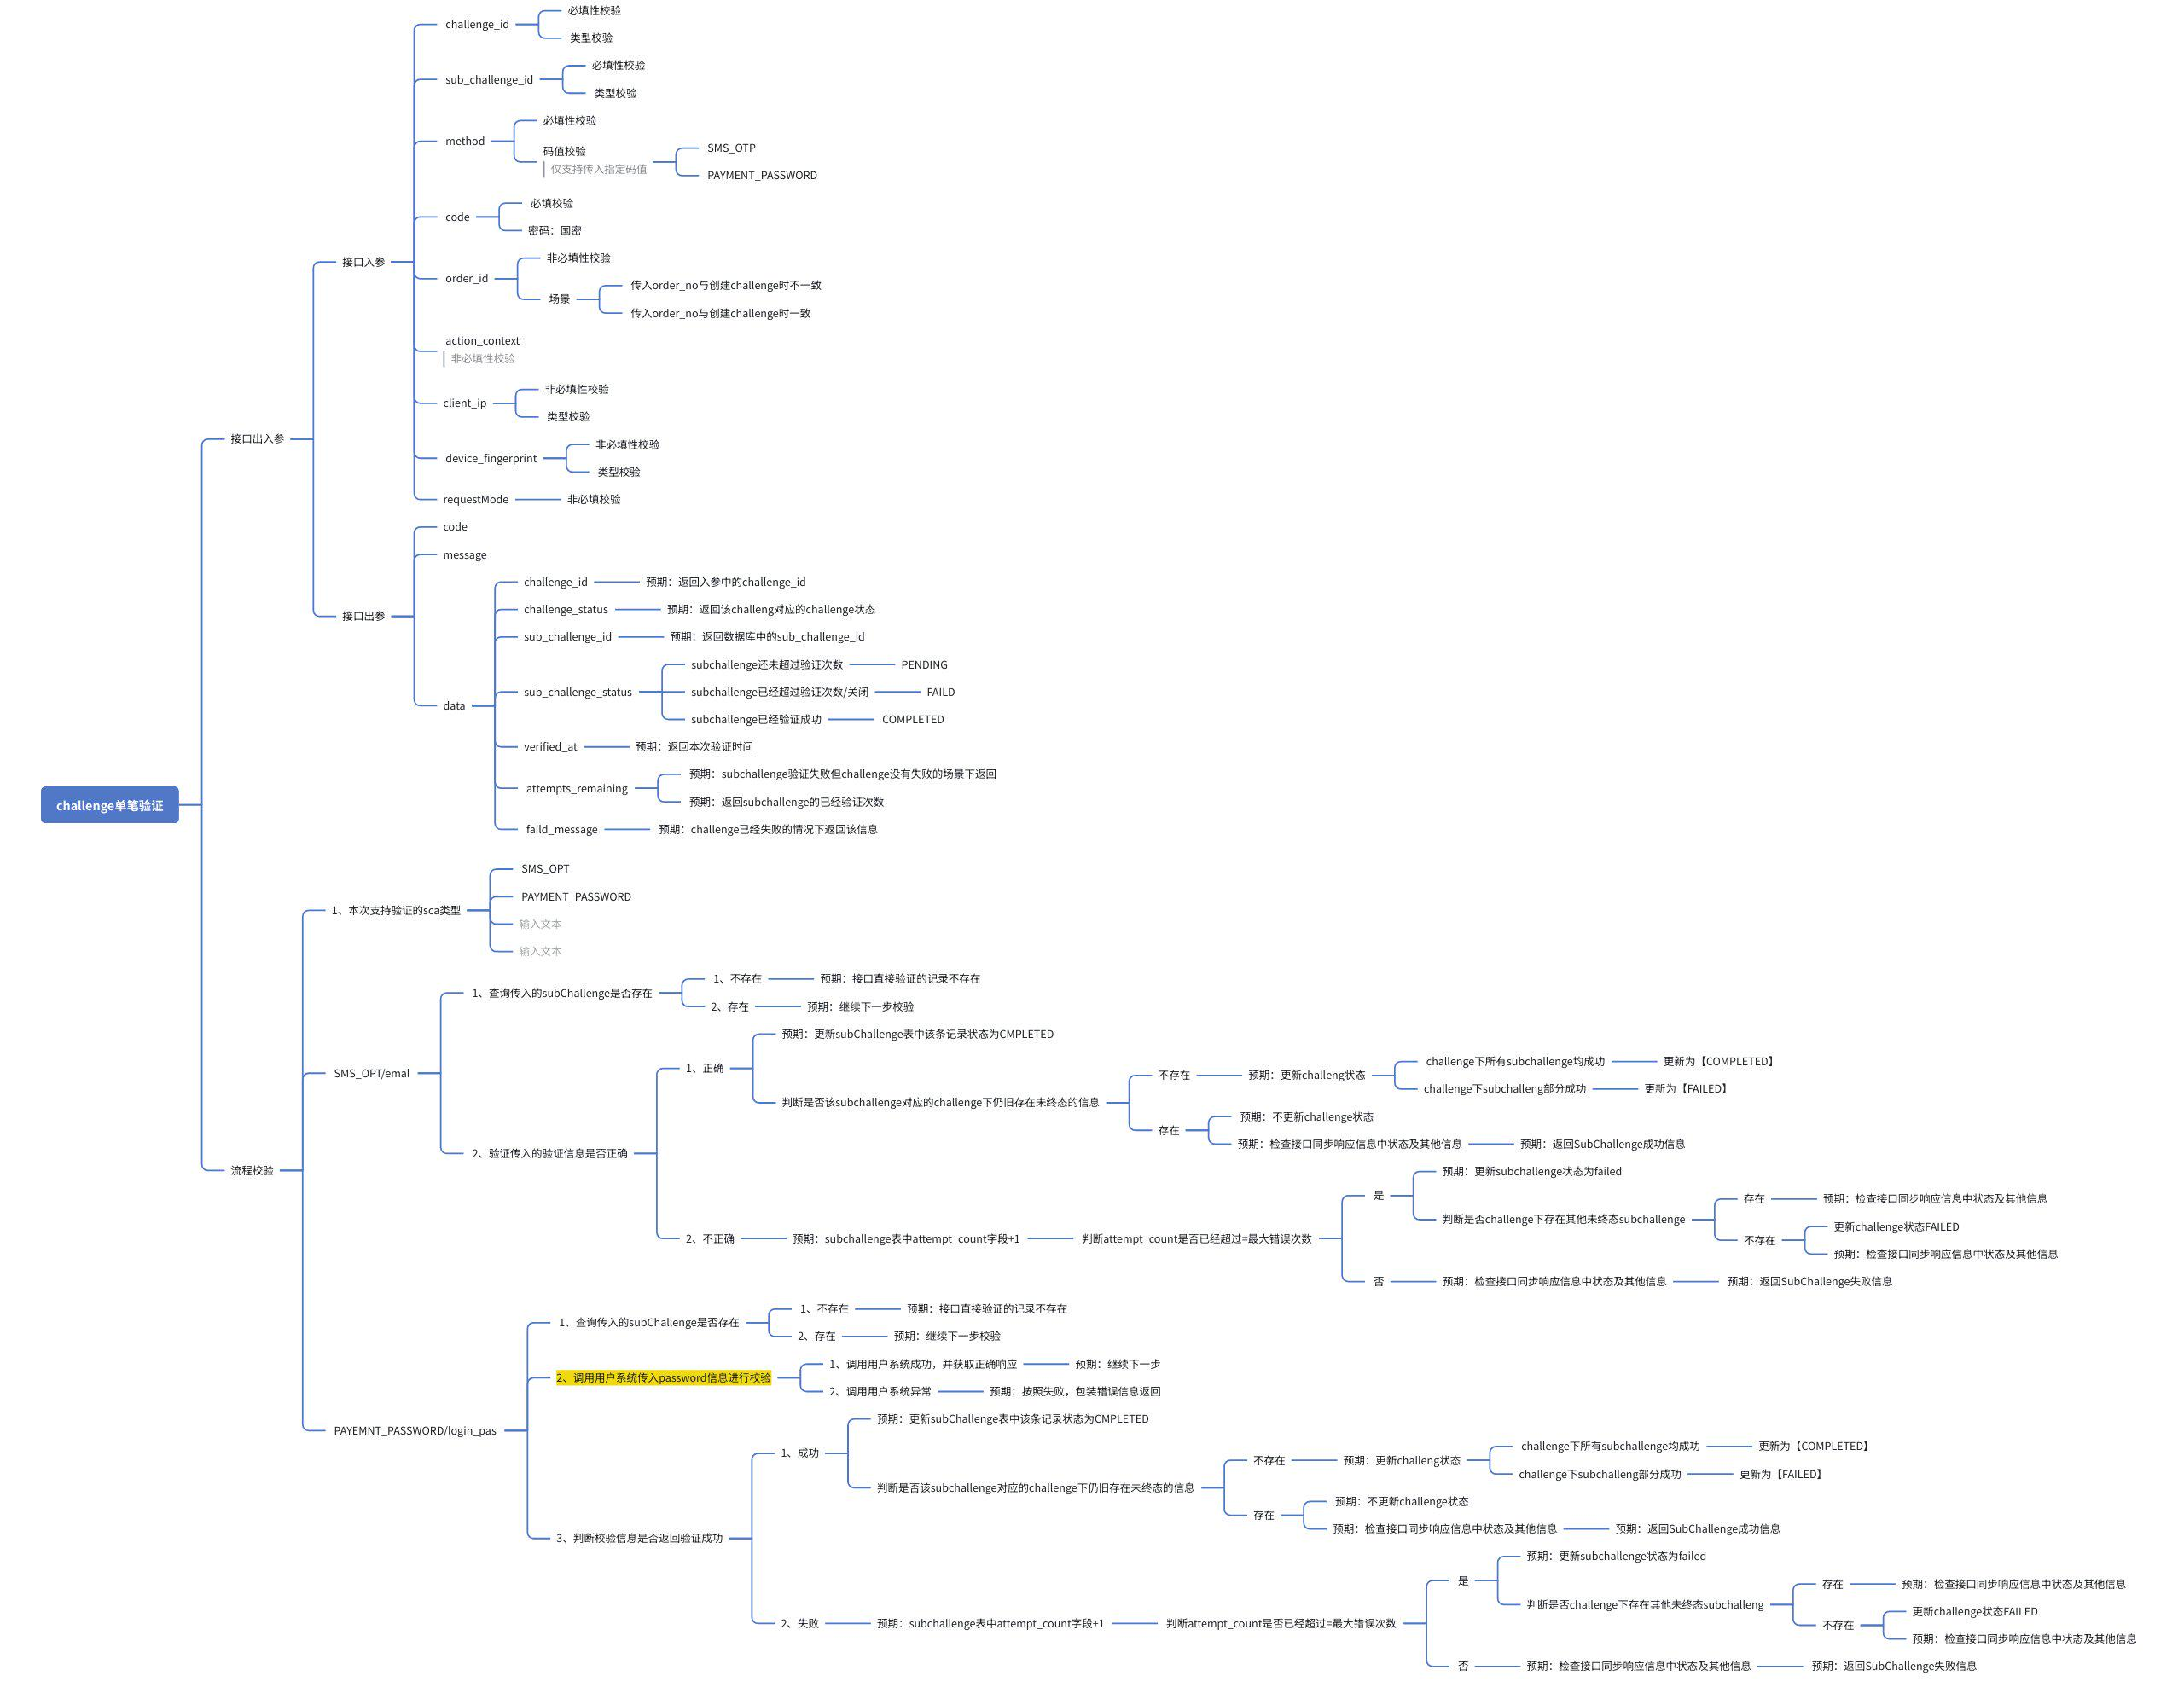 challenge单笔验证
接口出入参
接口入参
challenge_id
必填性校验
类型校验
sub_challenge_id
必填性校验
类型校验
method
必填性校验
码值校验
仅支持传入指定码值
SMS_OTP
PAYMENT_PASSWORD
code
必填校验
密码：国密
order_id
非必填性校验
场景
传入order_no与创建challenge时不一致
传入order_no与创建challenge时一致
action_context
非必填性校验
client_ip
非必填性校验
类型校验
device_fingerprint
非必填性校验
类型校验
requestMode
非必填校验
接口出参
code
message
data
challenge_id
预期：返回入参中的challenge_id
challenge_status
预期：返回该challeng对应的challenge状态
sub_challenge_id
预期：返回数据库中的sub_challenge_id
sub_challenge_status
subchallenge还未超过验证次数
PENDING
subchallenge已经超过验证次数/关闭
FAILD
subchallenge已经验证成功
COMPLETED
verified_at
预期：返回本次验证时间
attempts_remaining
预期：subchallenge验证失败但challenge没有失败的场景下返回
预期：返回subchallenge的已经验证次数
faild_message
预期：challenge已经失败的情况下返回该信息
流程校验
1、本次支持验证的sca类型
SMS_OPT
PAYMENT_PASSWORD
输入文本
输入文本
SMS_OPT/emal
1、查询传入的subChallenge是否存在
1、不存在
预期：接口直接验证的记录不存在
2、存在
预期：继续下一步校验
2、验证传入的验证信息是否正确
1、正确
预期：更新subChallenge表中该条记录状态为CMPLETED
判断是否该subchallenge对应的challenge下仍旧存在未终态的信息
不存在
预期：更新challeng状态
challenge下所有subchallenge均成功
更新为【COMPLETED】
challenge下subchalleng部分成功
更新为【FAILED】
存在
预期：不更新challenge状态
预期：检查接口同步响应信息中状态及其他信息
预期：返回SubChallenge成功信息
2、不正确
预期：subchallenge表中attempt_count字段+1
判断attempt_count是否已经超过=最大错误次数
是
预期：更新subchallenge状态为failed
判断是否challenge下存在其他未终态subchallenge
存在
预期：检查接口同步响应信息中状态及其他信息
不存在
更新challenge状态FAILED
预期：检查接口同步响应信息中状态及其他信息
否
预期：检查接口同步响应信息中状态及其他信息
预期：返回SubChallenge失败信息
PAYEMNT_PASSWORD/login_pas
1、查询传入的subChallenge是否存在
1、不存在
预期：接口直接验证的记录不存在
2、存在
预期：继续下一步校验
2、调用用户系统传入password信息进行校验
1、调用用户系统成功，并获取正确响应
预期：继续下一步
2、调用用户系统异常
预期：按照失败，包装错误信息返回
3、判断校验信息是否返回验证成功
1、成功
预期：更新subChallenge表中该条记录状态为CMPLETED
判断是否该subchallenge对应的challenge下仍旧存在未终态的信息
不存在
预期：更新challeng状态
challenge下所有subchallenge均成功
更新为【COMPLETED】
challenge下subchalleng部分成功
更新为【FAILED】
存在
预期：不更新challenge状态
预期：检查接口同步响应信息中状态及其他信息
预期：返回SubChallenge成功信息
2、失败
预期：subchallenge表中attempt_count字段+1
判断attempt_count是否已经超过=最大错误次数
是
预期：更新subchallenge状态为failed
判断是否challenge下存在其他未终态subchalleng
存在
预期：检查接口同步响应信息中状态及其他信息
不存在
更新challenge状态FAILED
预期：检查接口同步响应信息中状态及其他信息
否
预期：检查接口同步响应信息中状态及其他信息
预期：返回SubChallenge失败信息